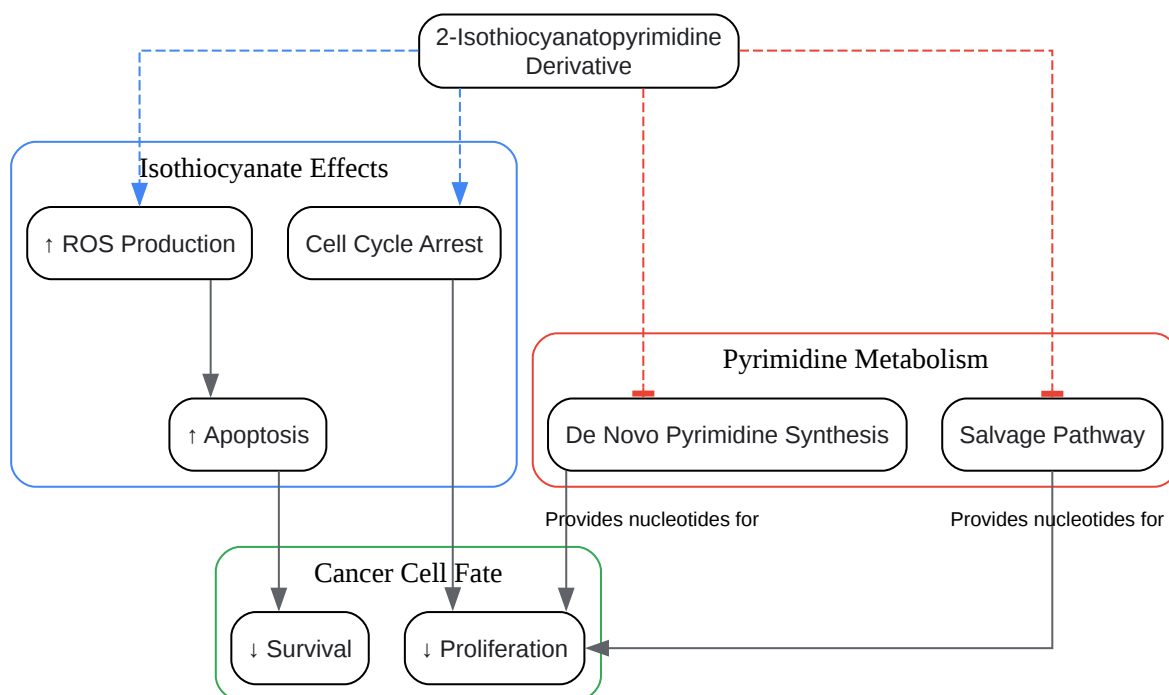 2-Isothiocyanatopyrimidine
Derivative
Isothiocyanate Effects
↑ ROS Production
Cell Cycle Arrest
Pyrimidine Metabolism
↑ Apoptosis
De Novo Pyrimidine Synthesis
Salvage Pathway
Provides nucleotides for
Provides nucleotides for
Cancer Cell Fate
↓ Survival
↓ Proliferation